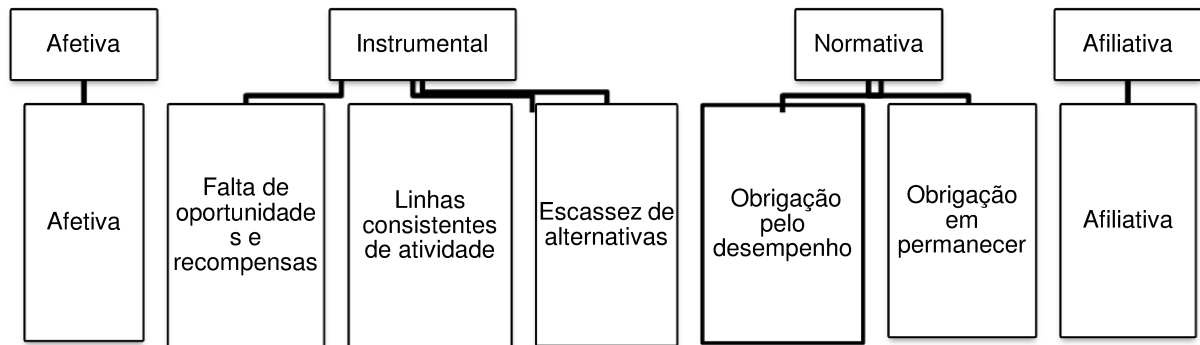 Afetiva
Instrumental
Normativa
Afiliativa
Afetiva
Falta de
oportunidade
s e
recompensas
Linhas
consistentes
de atividade
Escassez de
alternativas
Obrigação
pelo
desempenho
Obrigação
em
permanecer
Afiliativa